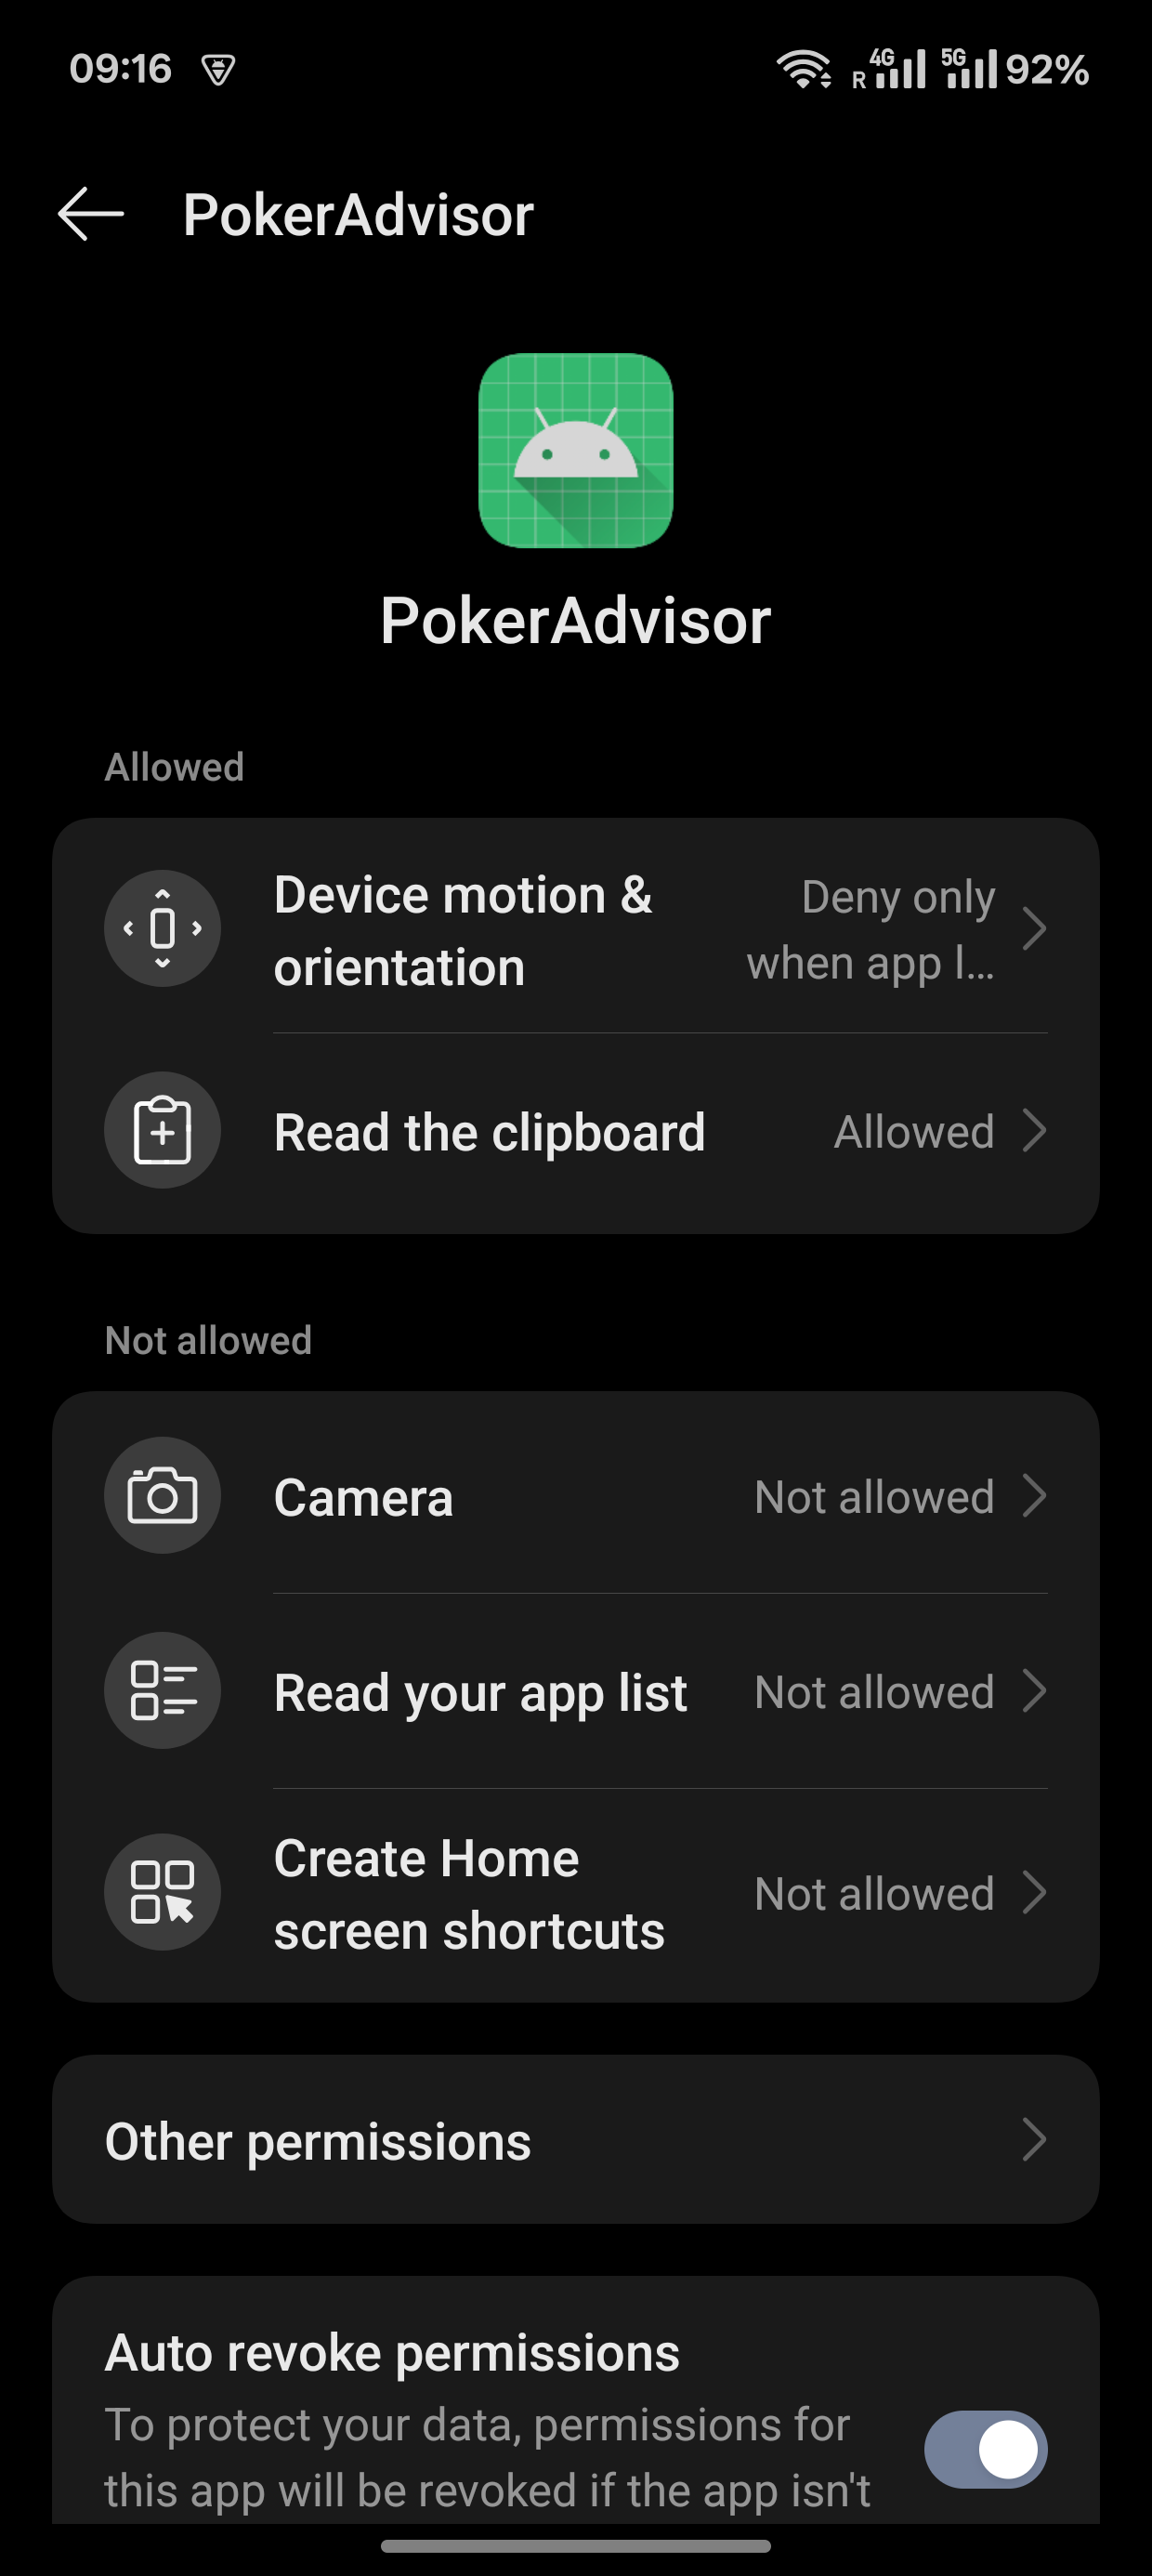 09:16
R 4G 5G 92%
PokerAdvisor
PokerAdvisor
Allowed
Device motion &
orientation
Deny only
when app l...
Read the clipboard
Allowed
Not allowed
Camera
Not allowed
Read your app list
Not allowed
Create Home
screen shortcuts
Not allowed
Other permissions
Auto revoke permissions
To protect your data, permissions for
this app will be revoked if the app isn't